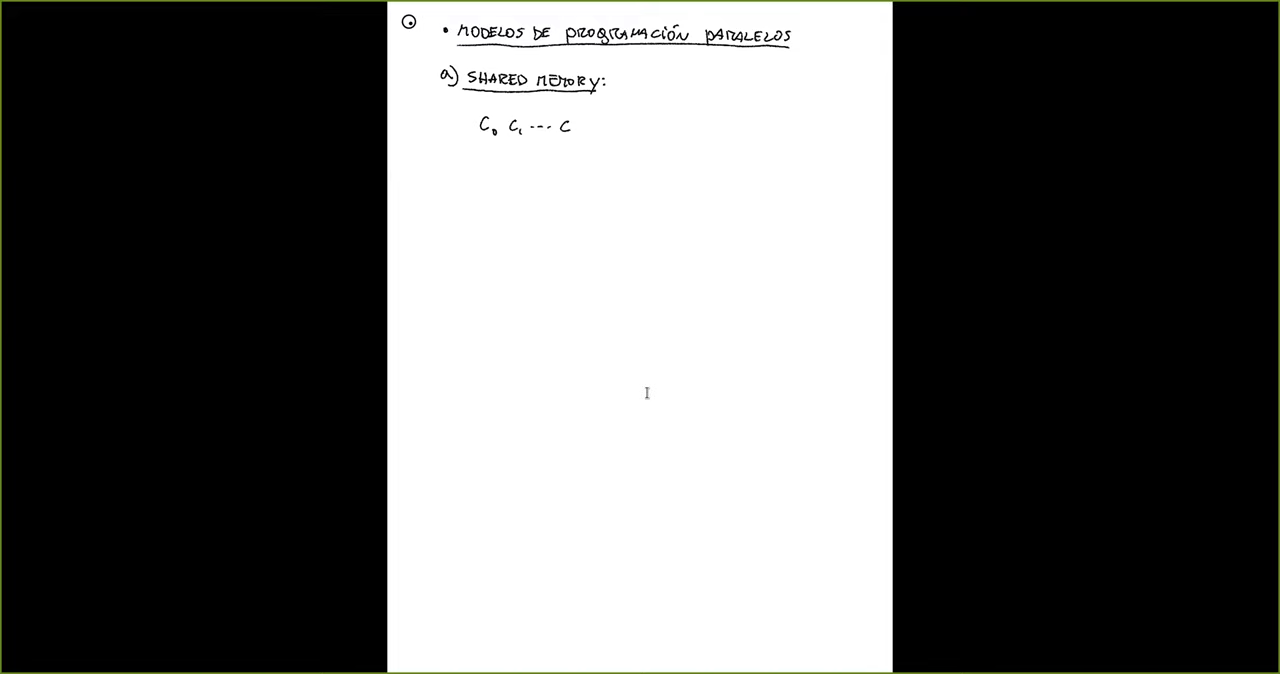 • MODELOS DE PROGRAMACIÓN PARALELOS
a) SHARED MEMORY:
C₀ C₁ ... C